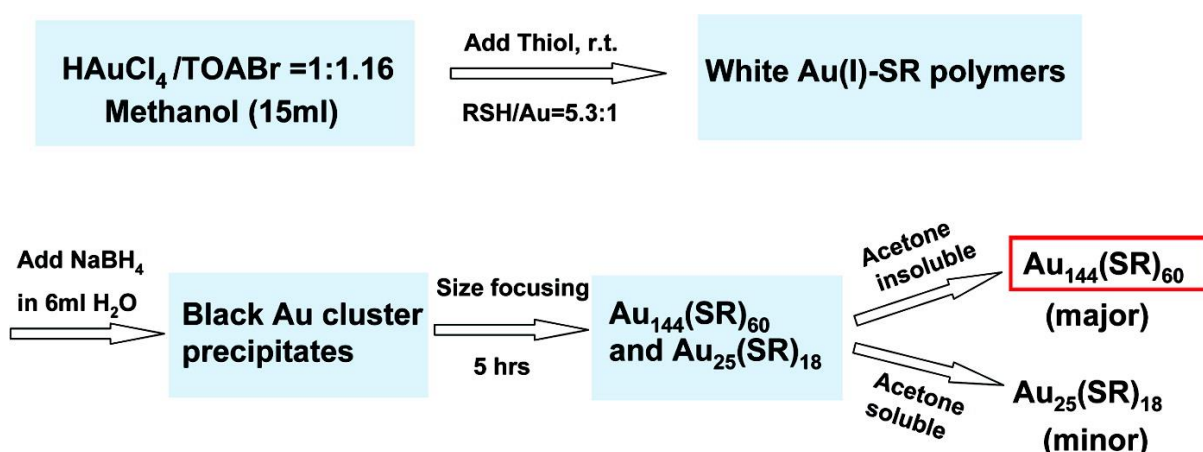 HAuCl₄ /TOABr =1:1.16
Methanol (15ml)
Add Thiol, r.t.
RSH/Au=5.3:1
White Au(I)-SR polymers
Add NaBH₄
in 6ml H₂O
Black Au cluster
precipitates
Size focusing
5 hrs
Au₁₄₄(SR)₆₀
and Au₂₅(SR)₁₈
Acetone
insoluble
Au₁₄₄(SR)₆₀
(major)
Acetone
soluble
Au₂₅(SR)₁₈
(minor)